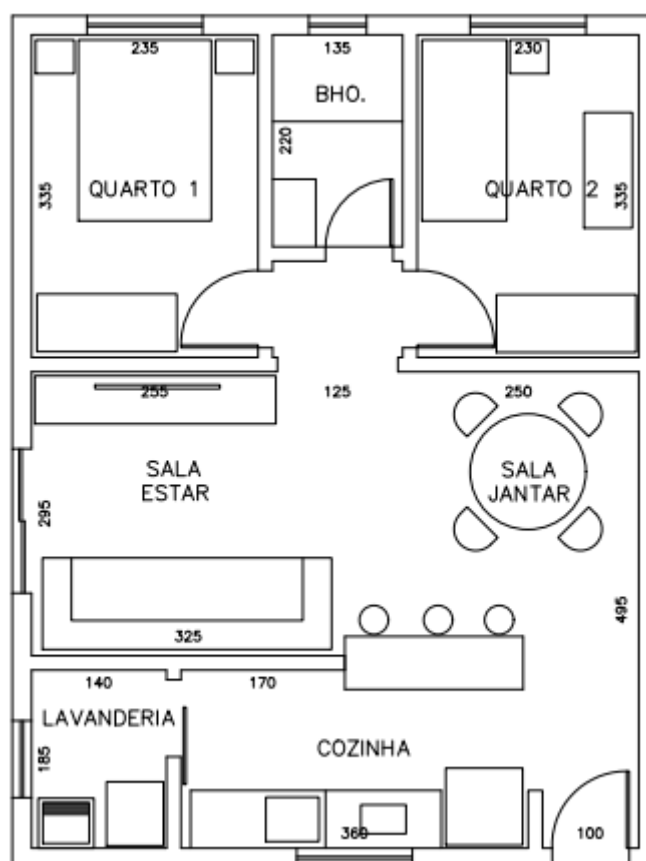 235
135
230
BHO.
220
335
QUARTO 1
QUARTO 2
335
255
125
250
SALA
ESTAR
SALA
JANTAR
295
495
325
140
170
LAVANDERIA
COZINHA
185
360
100